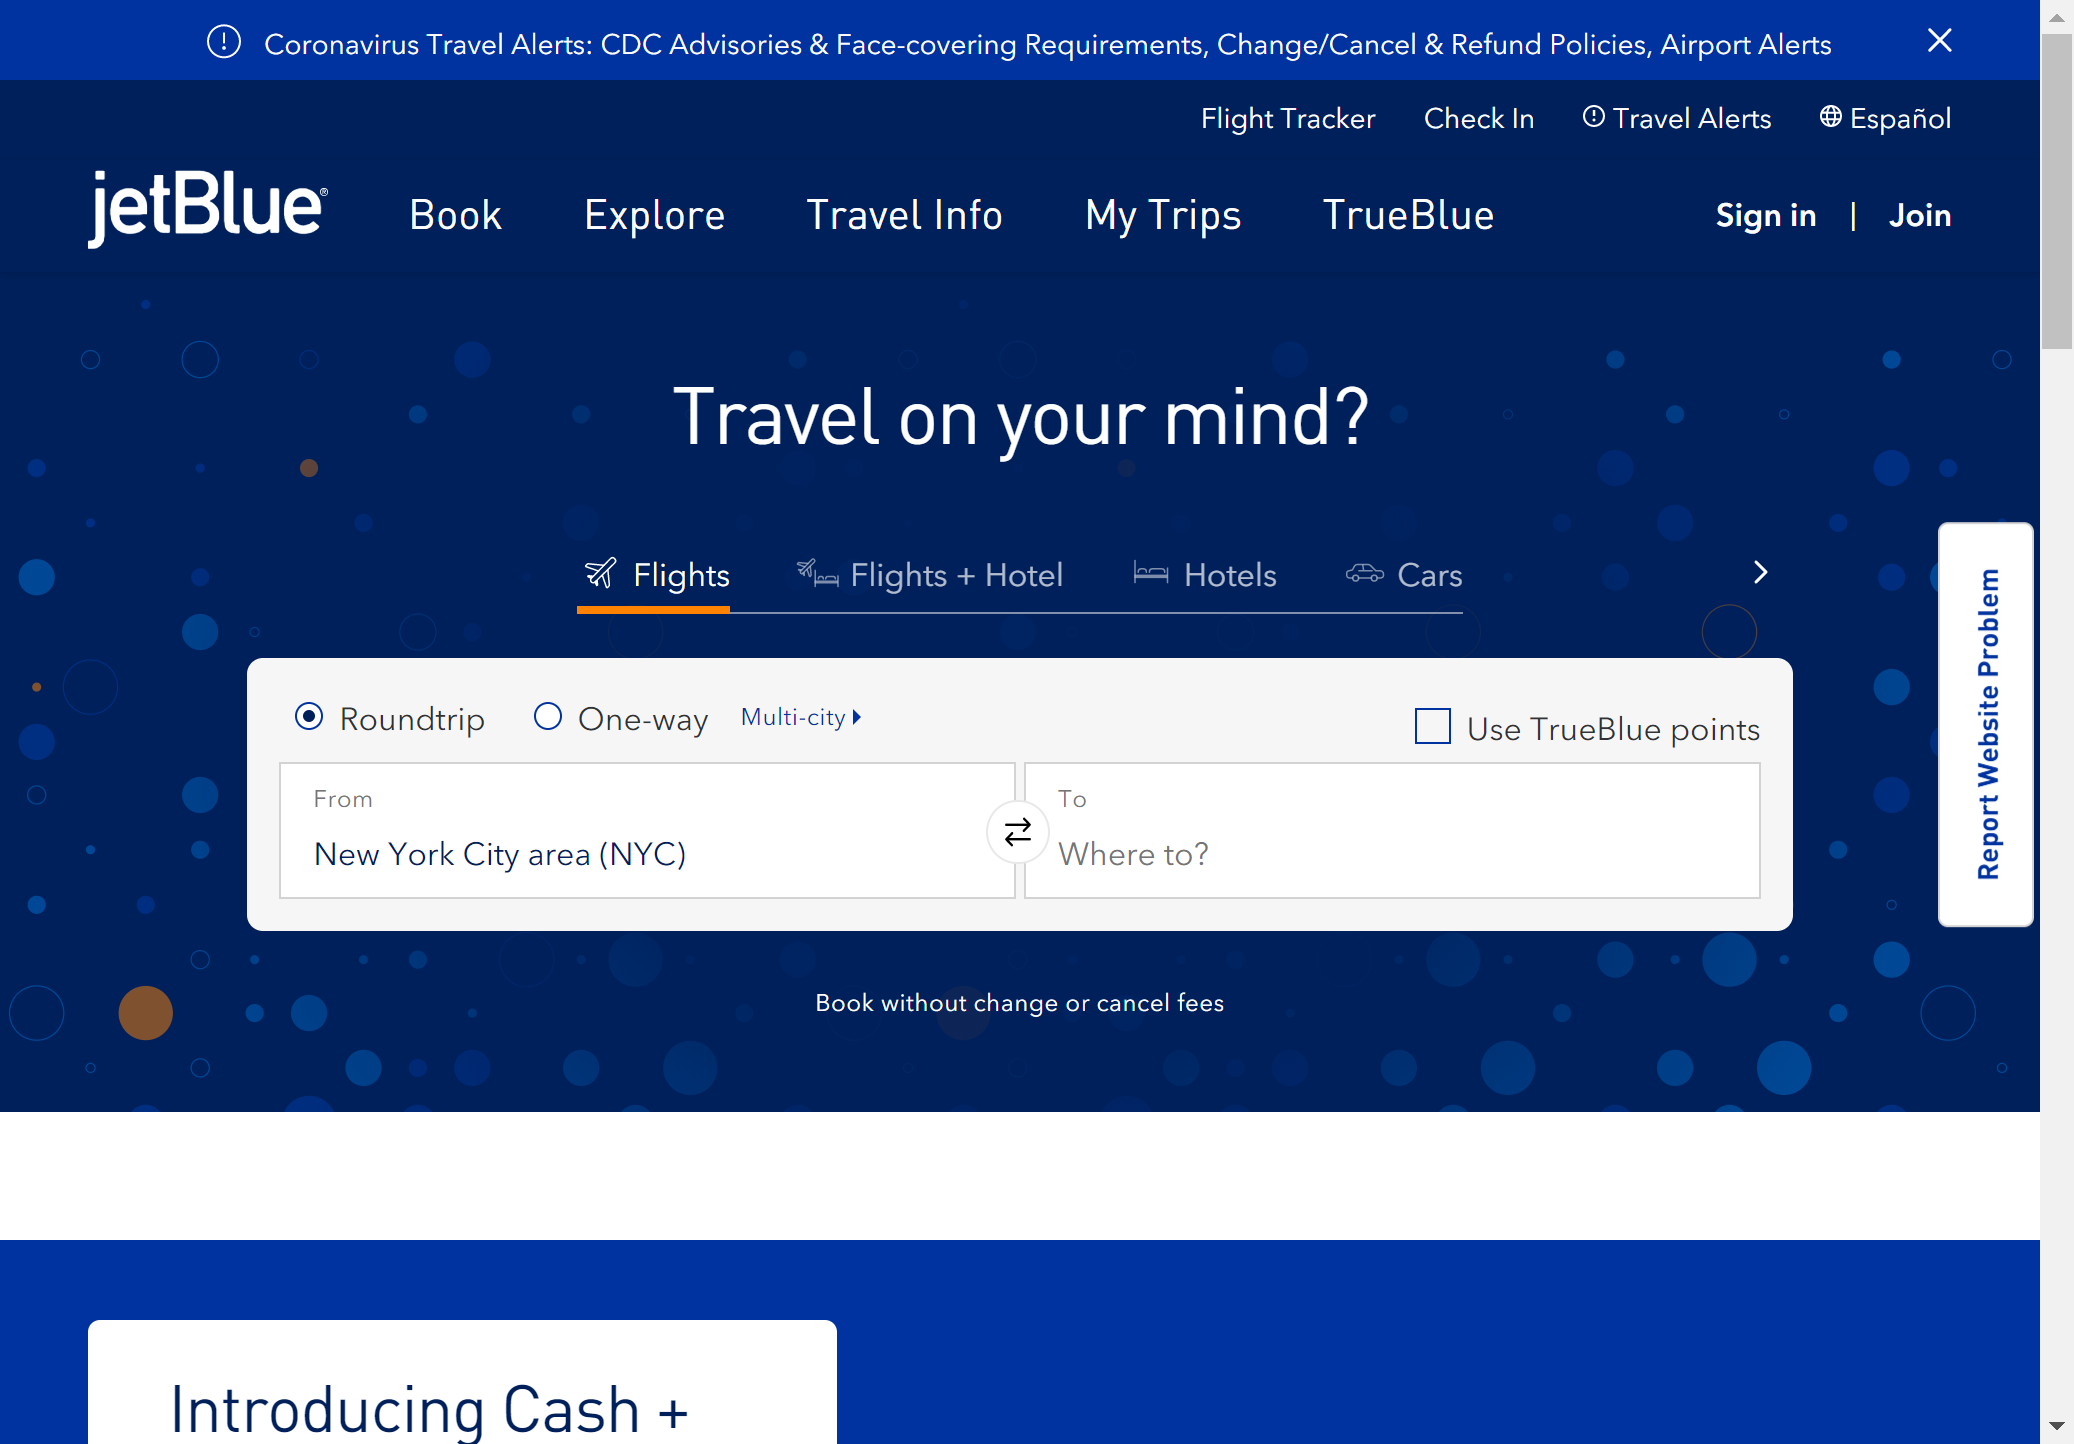 Coronavirus Travel Alerts: CDC Advisories & Face-covering Requirements, Change/Cancel & Refund Policies, Airport Alerts
Flight Tracker Check In Travel Alerts Español
jetBlue® Book Explore Travel Info My Trips TrueBlue Sign in | Join
Travel on your mind?
Flights Flights + Hotel Hotels Cars
Roundtrip One-way Multi-city Use TrueBlue points
From To
New York City area (NYC) Where to?
Report Website Problem
Book without change or cancel fees
Introducing Cash +